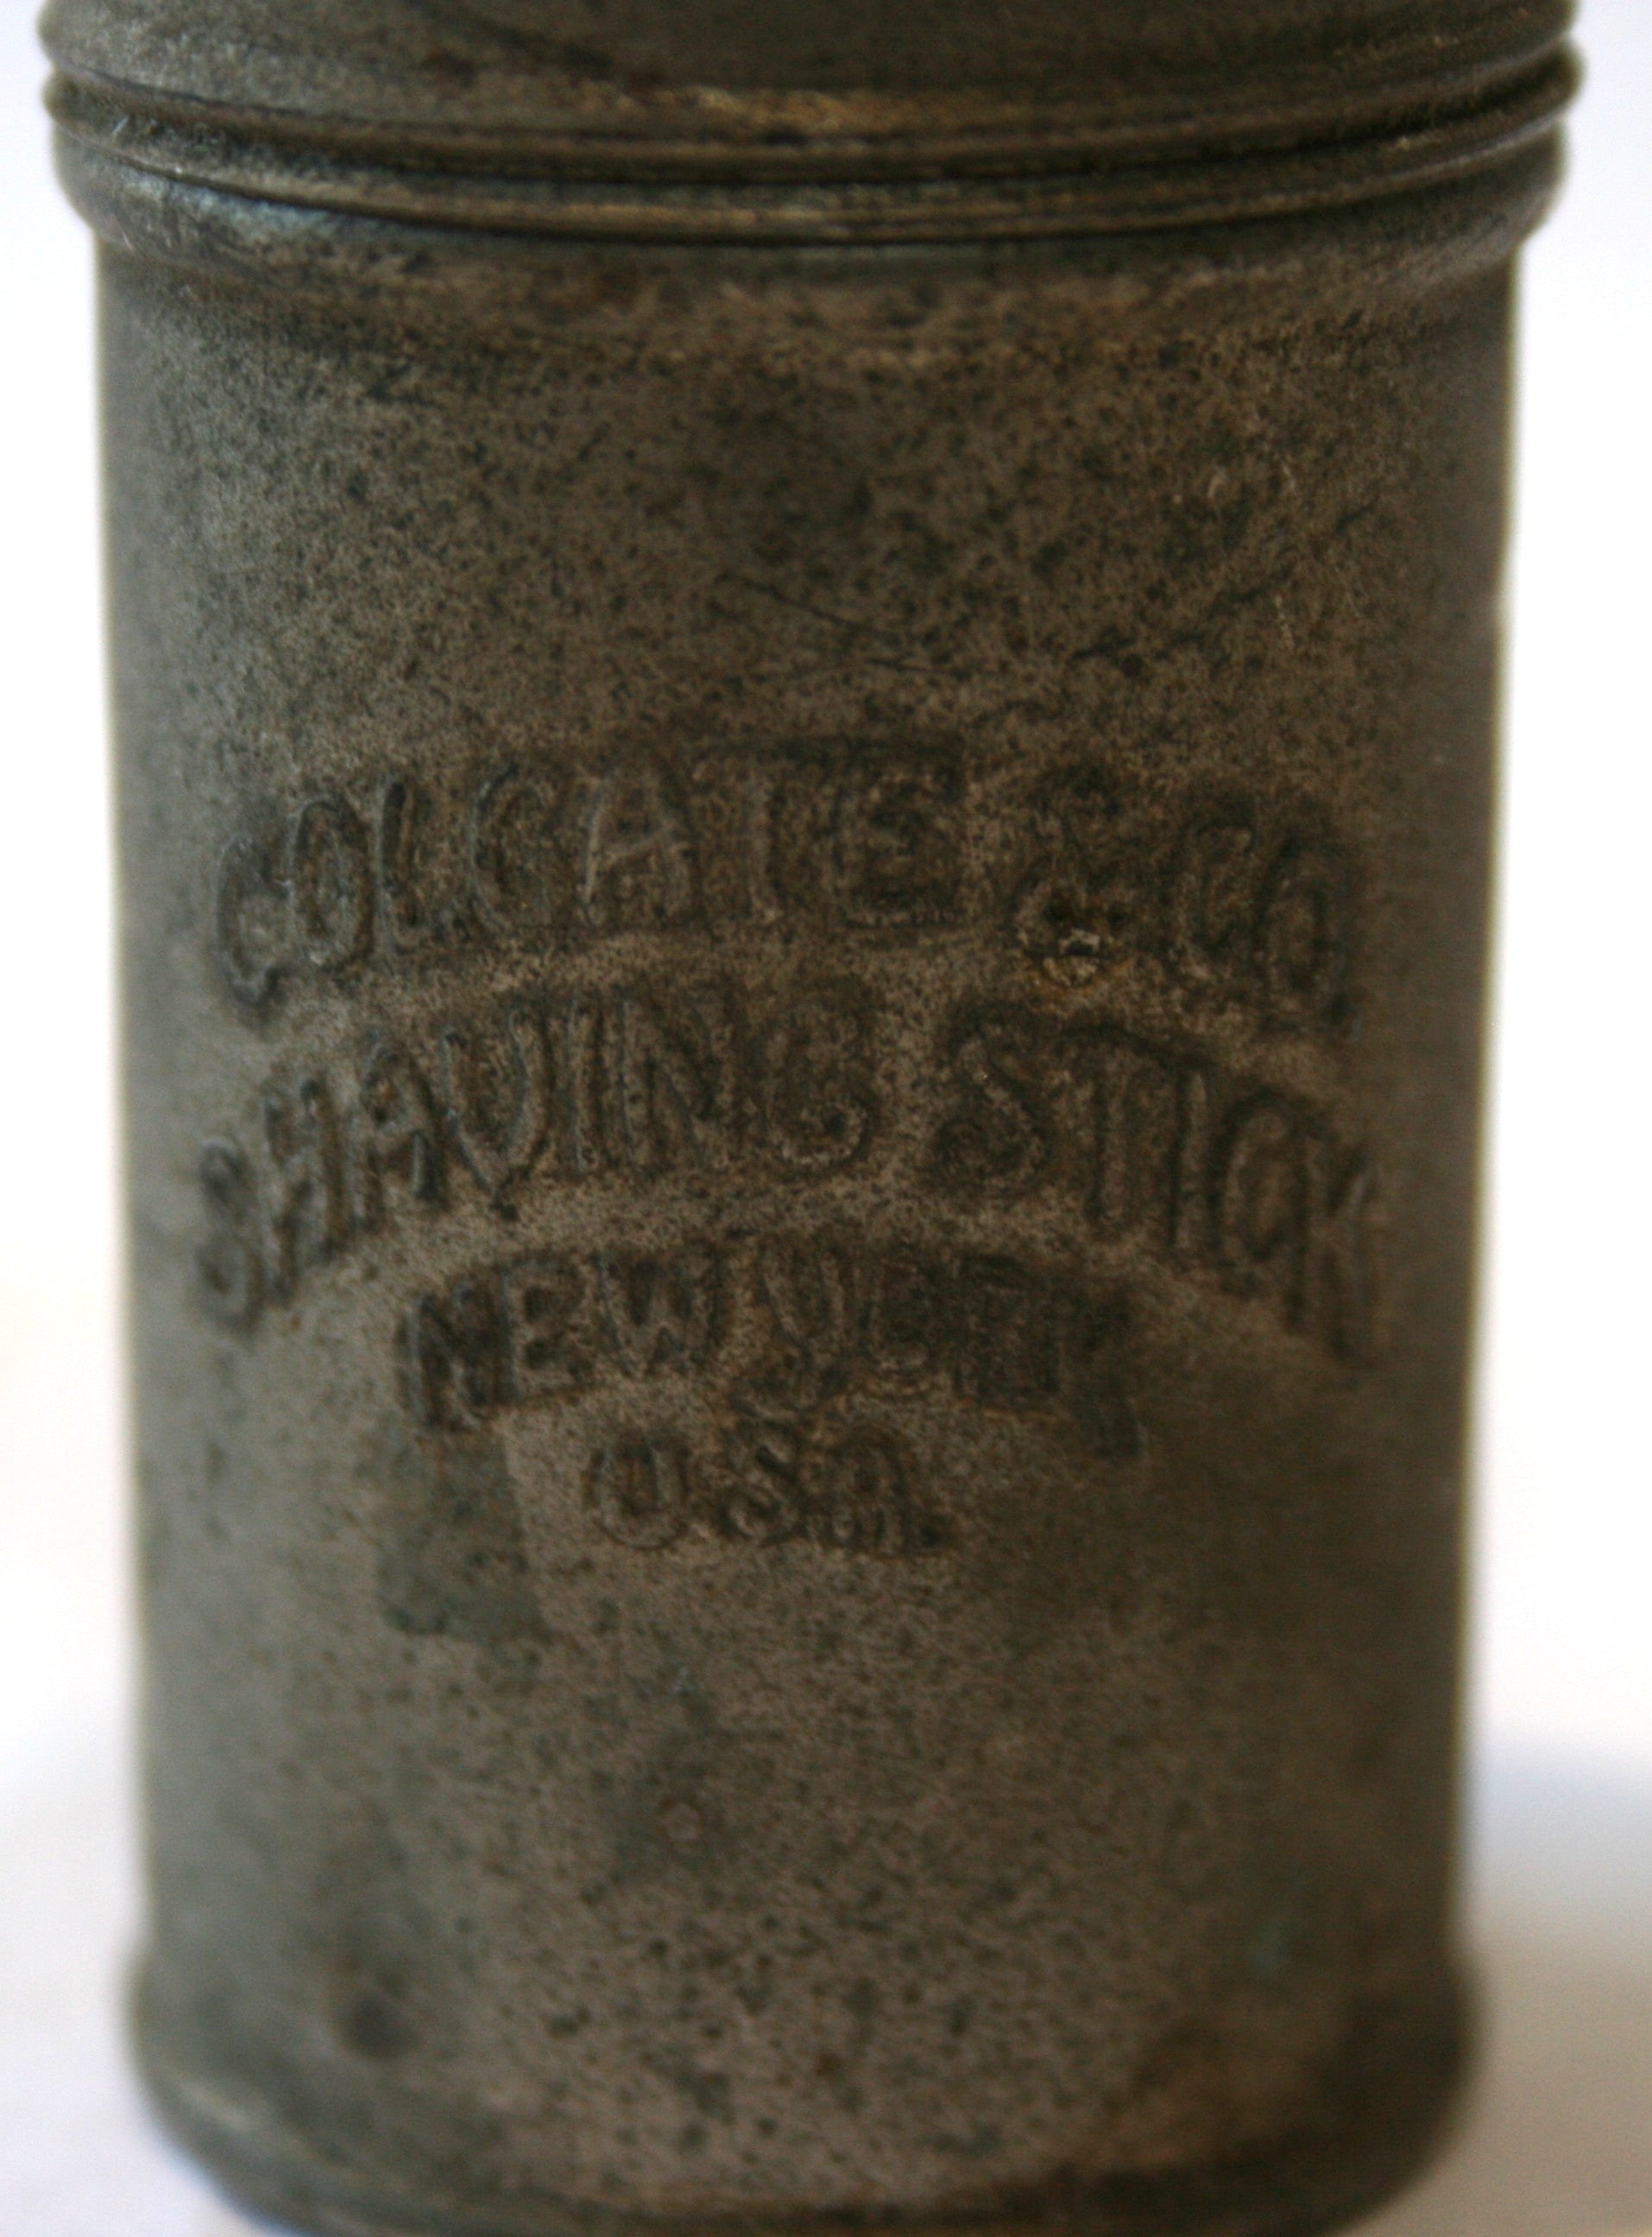 COLGATE & CO.
SHAVING STICK
NEW YORK
U.S.A.